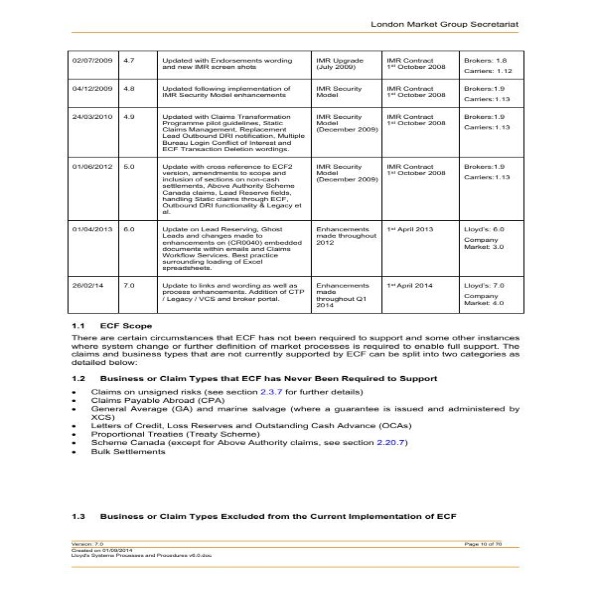 London Market Group Secretariat
02/07/2009 4.7 Updated with Endorsements wording and new IMR screen shots IMR Upgrade (July 2009) IMR Contract 1st October 2008 Brokers: 1.8 Carriers: 1.12
04/12/2009 4.8 Updated following implementation of IMR Security Model enhancements IMR Security Model IMR Contract 1st October 2008 Brokers:1.9 Carriers:1.13
24/03/2010 4.9 Updated with Claims Transformation Programme pilot guidelines, Static Claims Management, Replacement Lead Outbound DRI notification, Multiple Bureau Login Conflict of Interest and ECF Transaction Deletion wordings. IMR Security Model (December 2009) IMR Contract 1st October 2008 Brokers:1.9 Carriers:1.13
01/06/2012 5.0 Update with cross reference to ECF2 version, amendments to scope and inclusion of sections on non-cash settlements, Above Authority Scheme Canada claims, Lead Reserve fields, handling Static claims through ECF, Outbound DRI functionality & Legacy et al. IMR Security Model (December 2009) IMR Contract 1st October 2008 Brokers:1.9 Carriers:1.13
01/04/2013 6.0 Update on Lead Reserving, Ghost Leads and changes made to enhancements on (CR0040) embedded documents within emails and Claims Workflow Services. Best practice surrounding loading of Excel spreadsheets. Enhancements made throughout 2012 1st April 2013 Lloyd's: 6.0 Company Market: 3.0
26/02/14 7.0 Update to links and wording as well as process enhancements. Addition of CTP / Legacy / VCS and broker portal. Enhancements made throughout Q1 2014 1st April 2014 Lloyd's: 7.0 Company Market: 4.0
1.1 ECF Scope
There are certain circumstances that ECF has not been required to support and some other instances
where system change or further definition of market processes is required to enable full support. The
claims and business types that are not currently supported by ECF can be split into two categories as
detailed below:
1.2 Business or Claim Types that ECF has Never Been Required to Support
• Claims on unsigned risks (see section 2.3.7 for further details)
• Claims Payable Abroad (CPA)
• General Average (GA) and marine salvage (where a guarantee is issued and administered by
XCS)
• Letters of Credit, Loss Reserves and Outstanding Cash Advance (OCAs)
• Proportional Treaties (Treaty Scheme)
• Scheme Canada (except for Above Authority claims, see section 2.20.7)
• Bulk Settlements
1.3 Business or Claim Types Excluded from the Current Implementation of ECF
Version: 7.0 Page 10 of 76
Created on 01/09/2014
Lloyd's Systems Processes and Procedures v6.0.doc